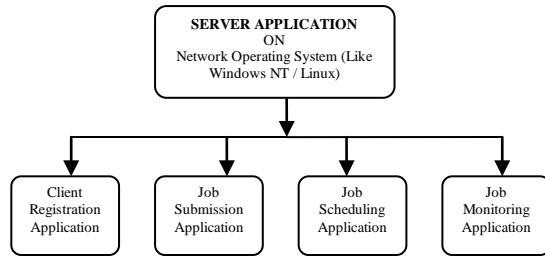 SERVER APPLICATION
ON
Network Operating System (Like
Windows NT / Linux)
Client
Registration
Application
Job
Submission
Application
Job
Scheduling
Application
Job
Monitoring
Application